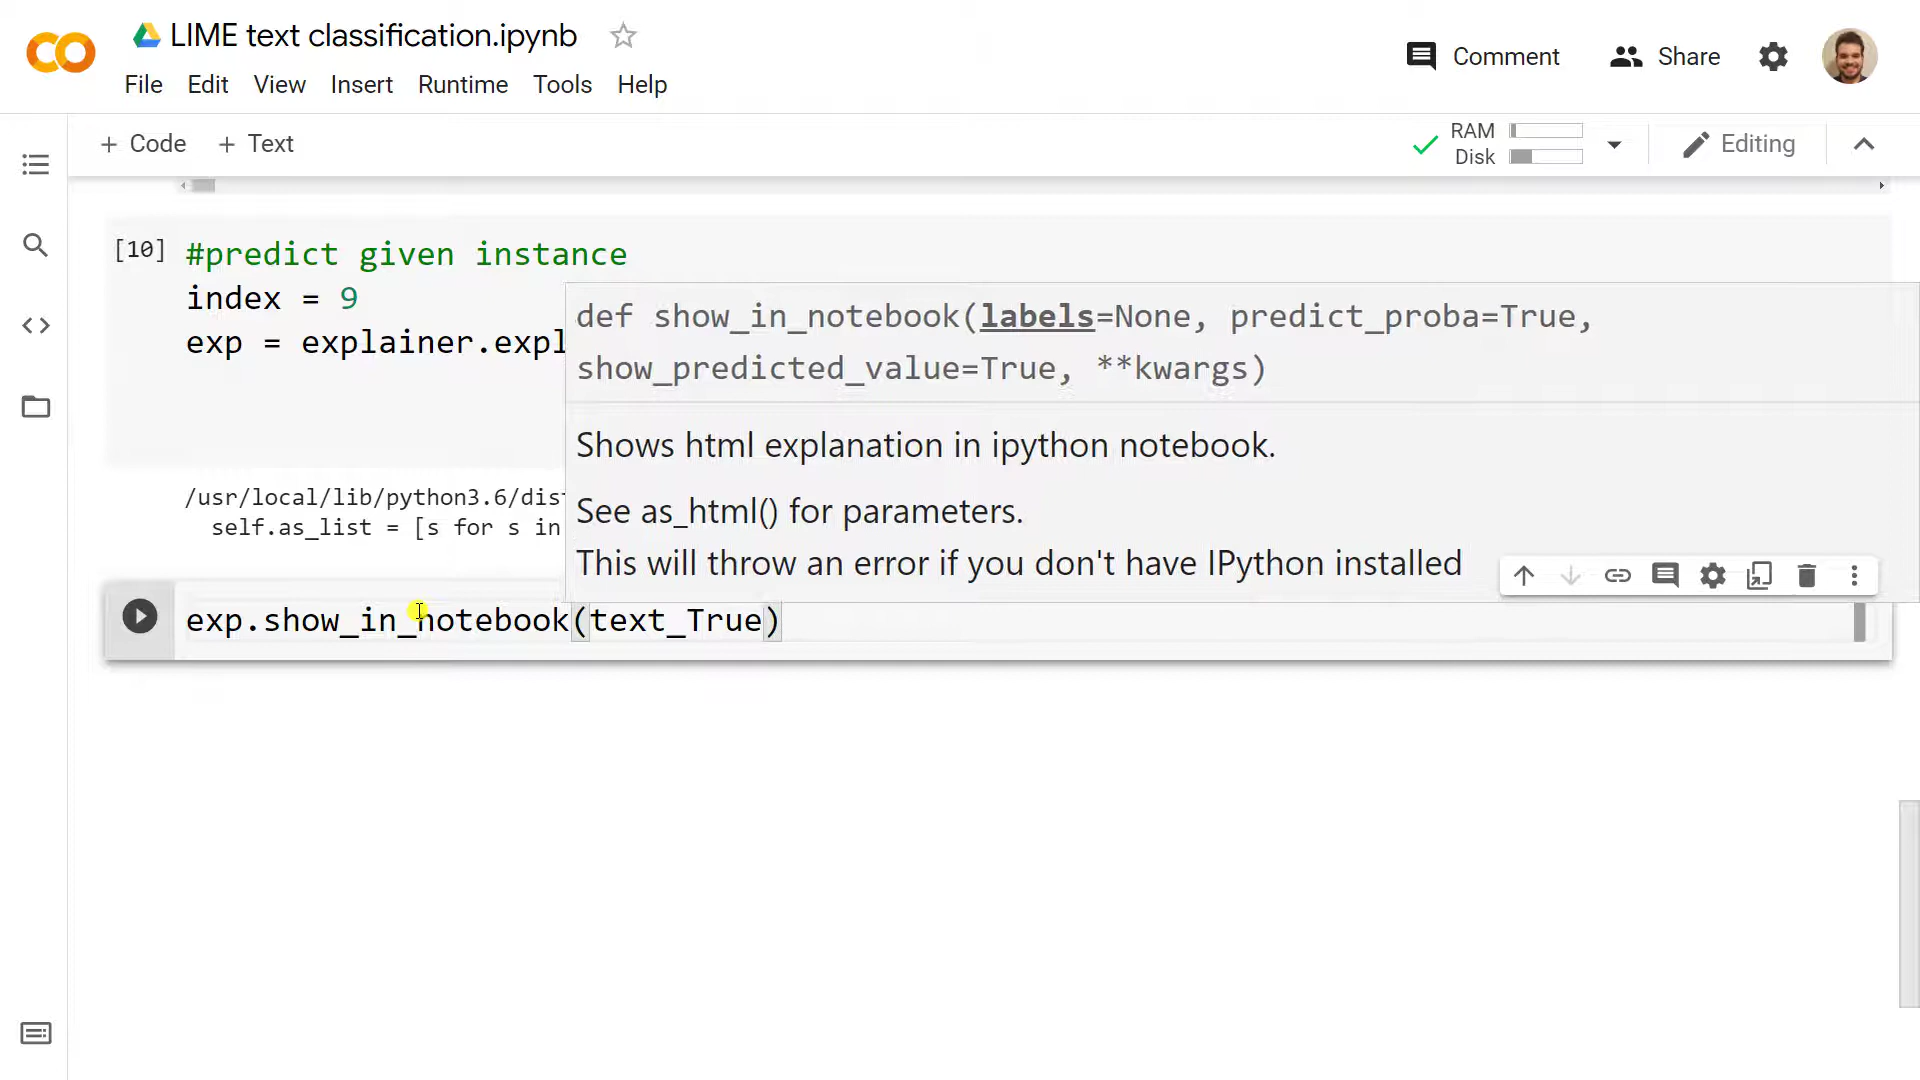 LIME text classification.ipynb
Comment
Share
File Edit View Insert Runtime Tools Help
+ Code + Text
RAM
Disk
Editing
[10] #predict given instance
index = 9
exp = explainer.expl
def show_in_notebook(labels=None, predict_proba=True,
show_predicted_value=True, **kwargs)
Shows html explanation in ipython notebook.
See as_html() for parameters.
This will throw an error if you don't have IPython installed
/usr/local/lib/python3.6/dist
self.as_list = [s for s in
exp.show_in_notebook(text_True)